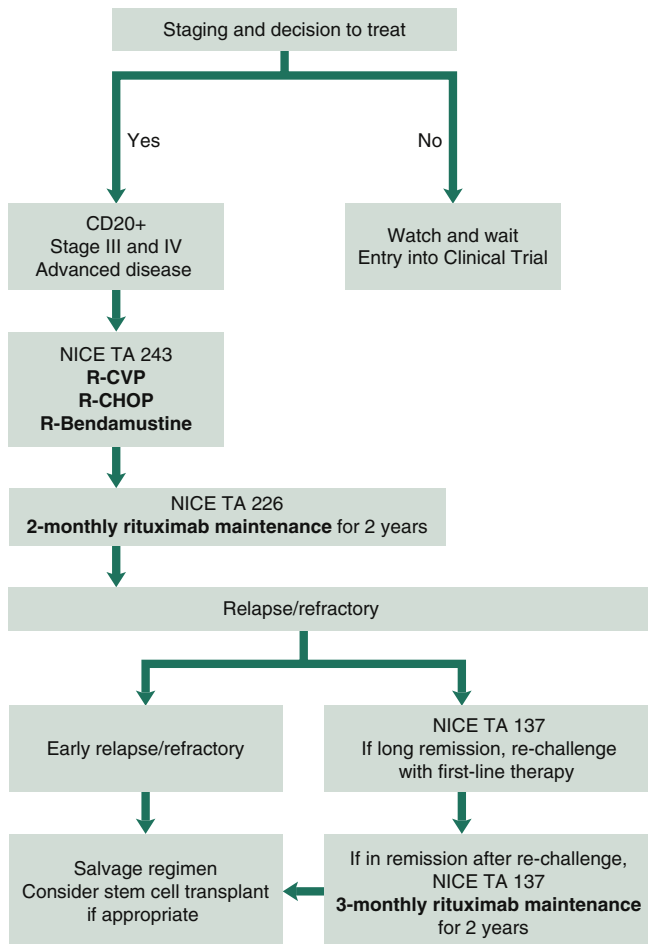 Staging and decision to treat
Yes
No
CD20+
Stage III and IV
Advanced disease
Watch and wait
Entry into Clinical Trial
NICE TA 243
R-CVP
R-CHOP
R-Bendamustine
NICE TA 226
2-monthly rituximab maintenance for 2 years
Relapse/refractory
Early relapse/refractory
NICE TA 137
If long remission, re-challenge
with first-line therapy
Salvage regimen
Consider stem cell transplant
if appropriate
If in remission after re-challenge,
NICE TA 137
3-monthly rituximab maintenance
for 2 years